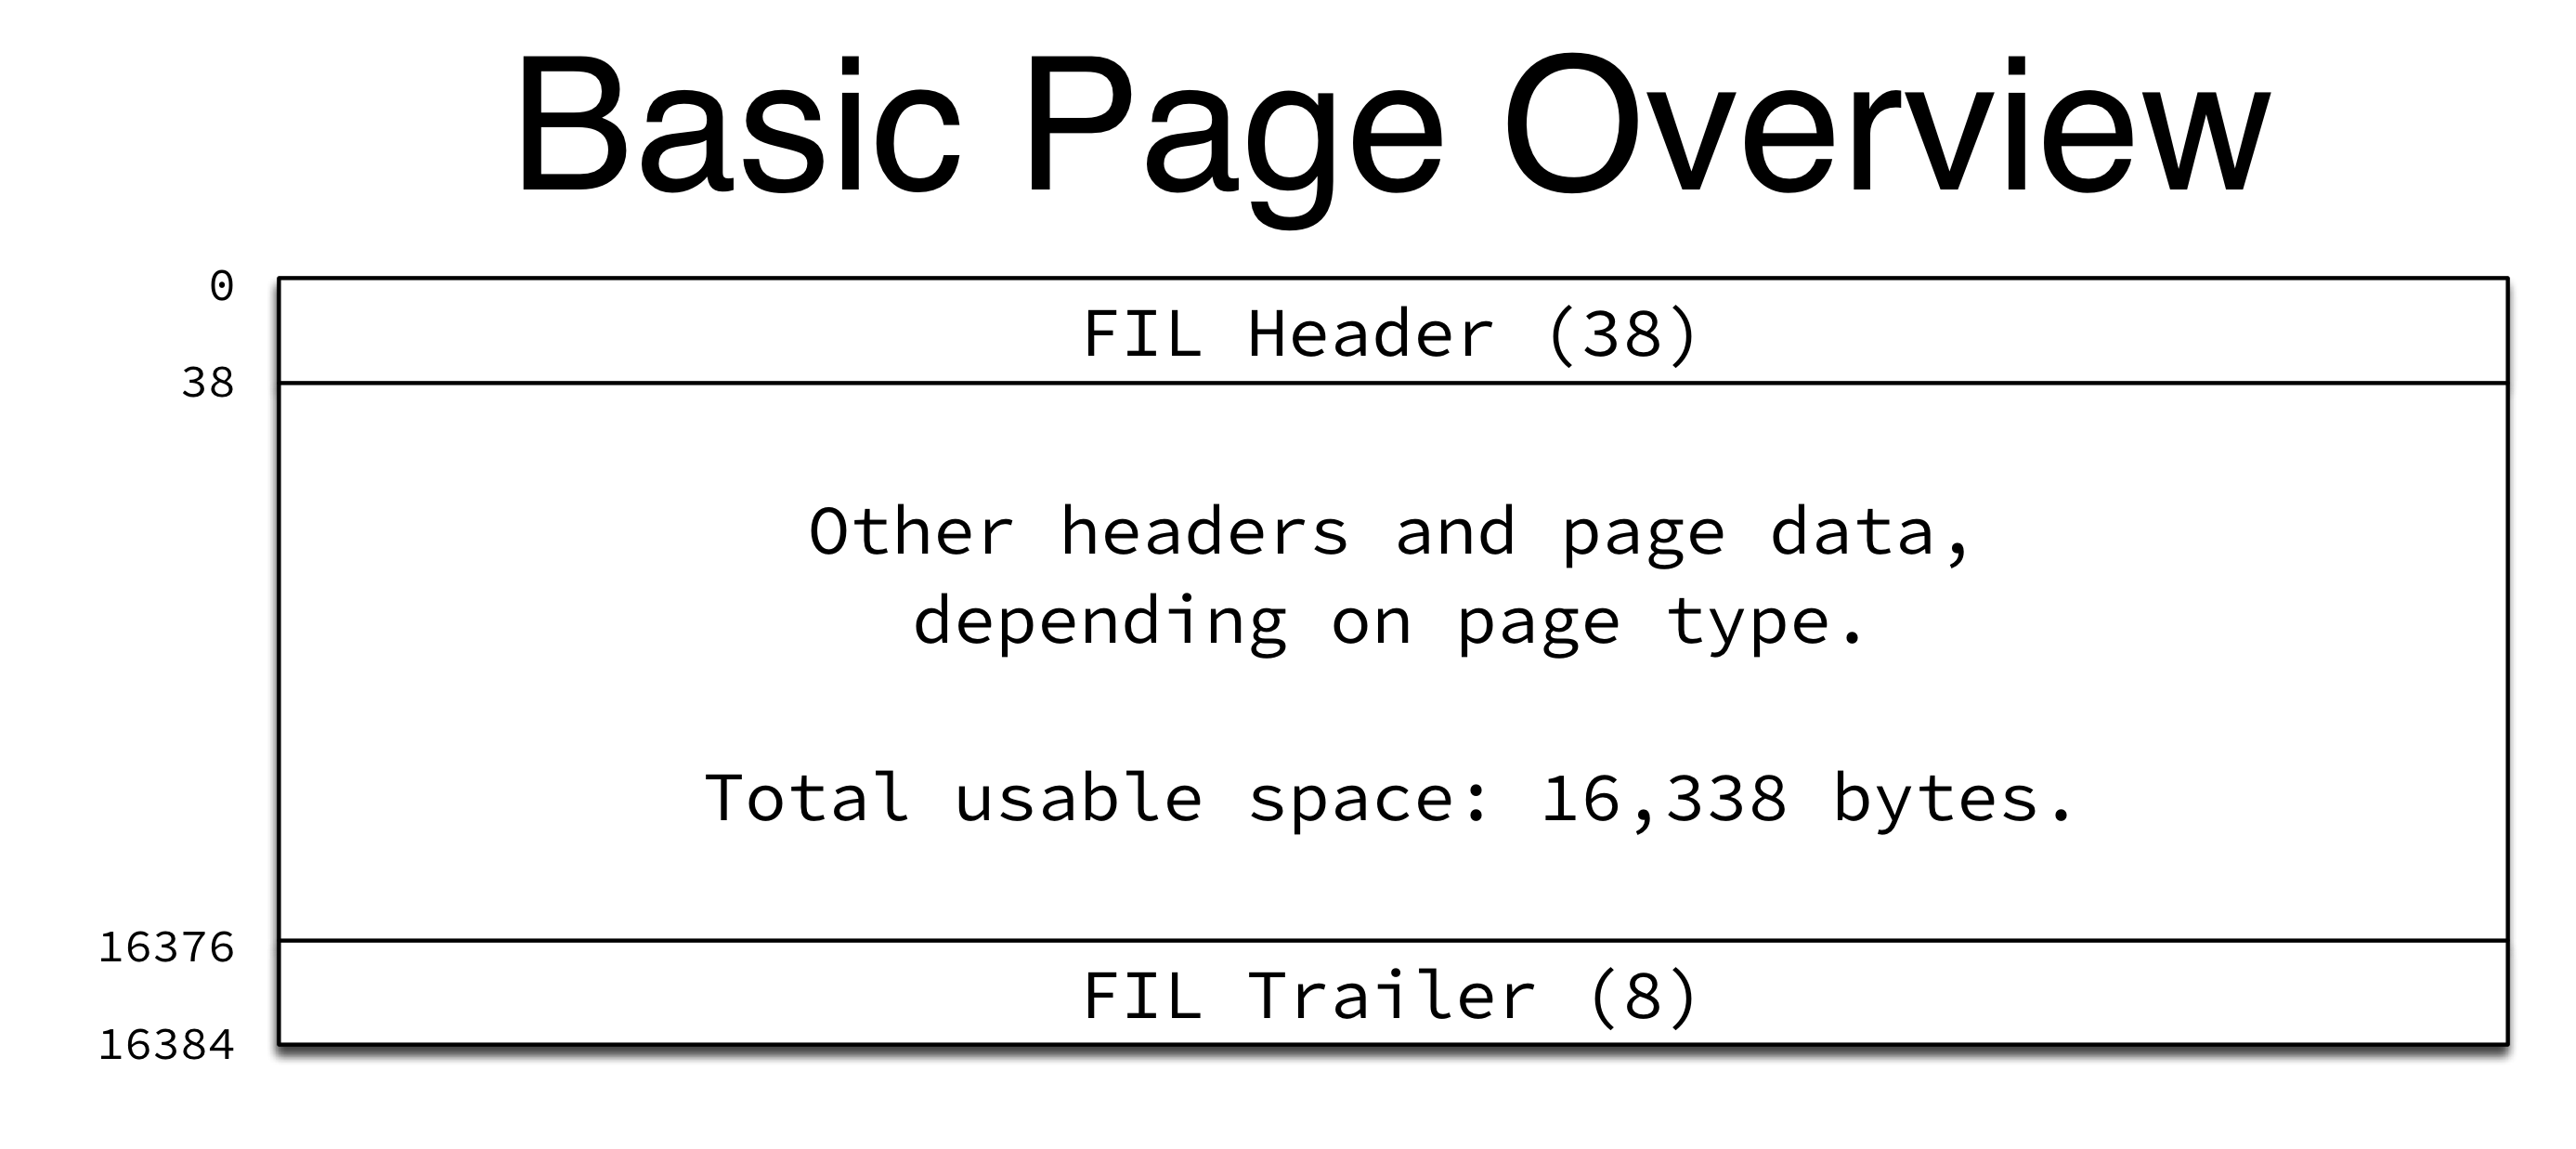 Basic Page Overview
0
FIL Header (38)
38
Other headers and page data,
depending on page type.
Total usable space: 16,338 bytes.
16376
FIL Trailer (8)
16384